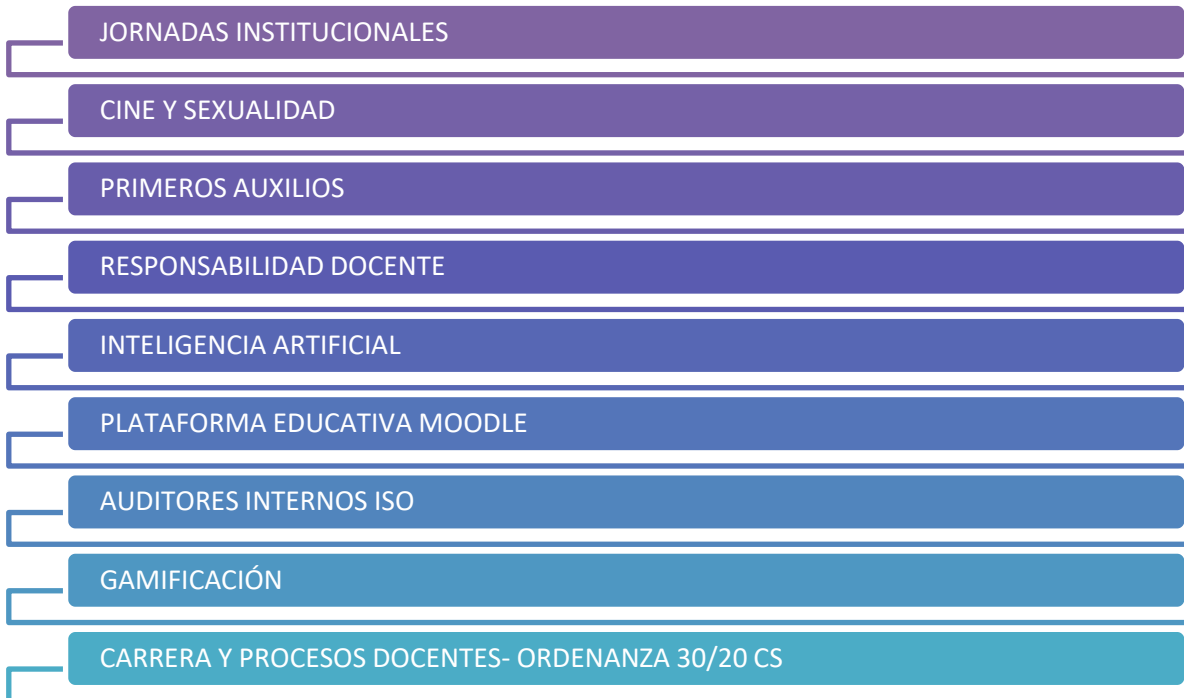 JORNADAS INSTITUCIONALES
CINE Y SEXUALIDAD
PRIMEROS AUXILIOS
RESPONSABILIDAD DOCENTE
INTELIGENCIA ARTIFICIAL
PLATAFORMA EDUCATIVA MOODLE
AUDITORES INTERNOS ISO
GAMIFICACIÓN
CARRERA Y PROCESOS DOCENTES- ORDENANZA 30/20 CS